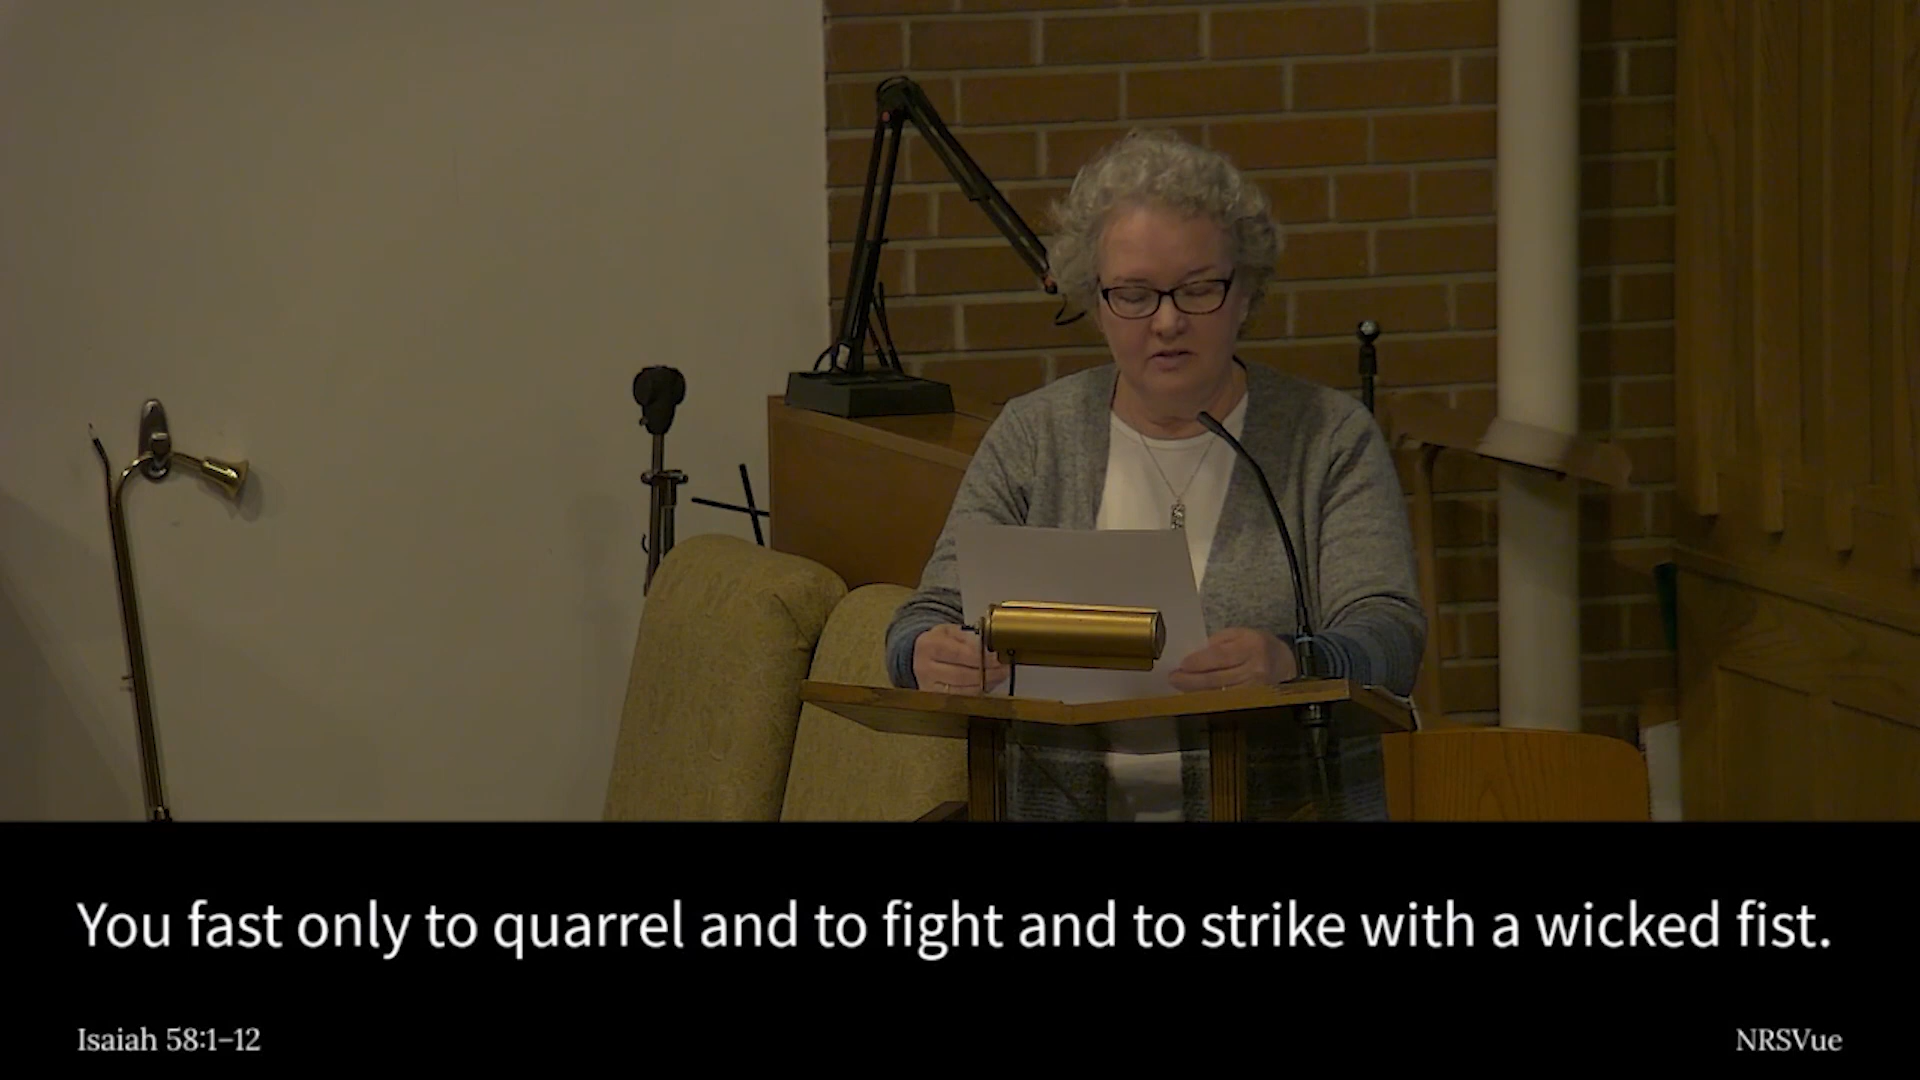 You fast only to quarrel and to fight and to strike with a wicked fist.
Isaiah 58:1–12
NRSVue